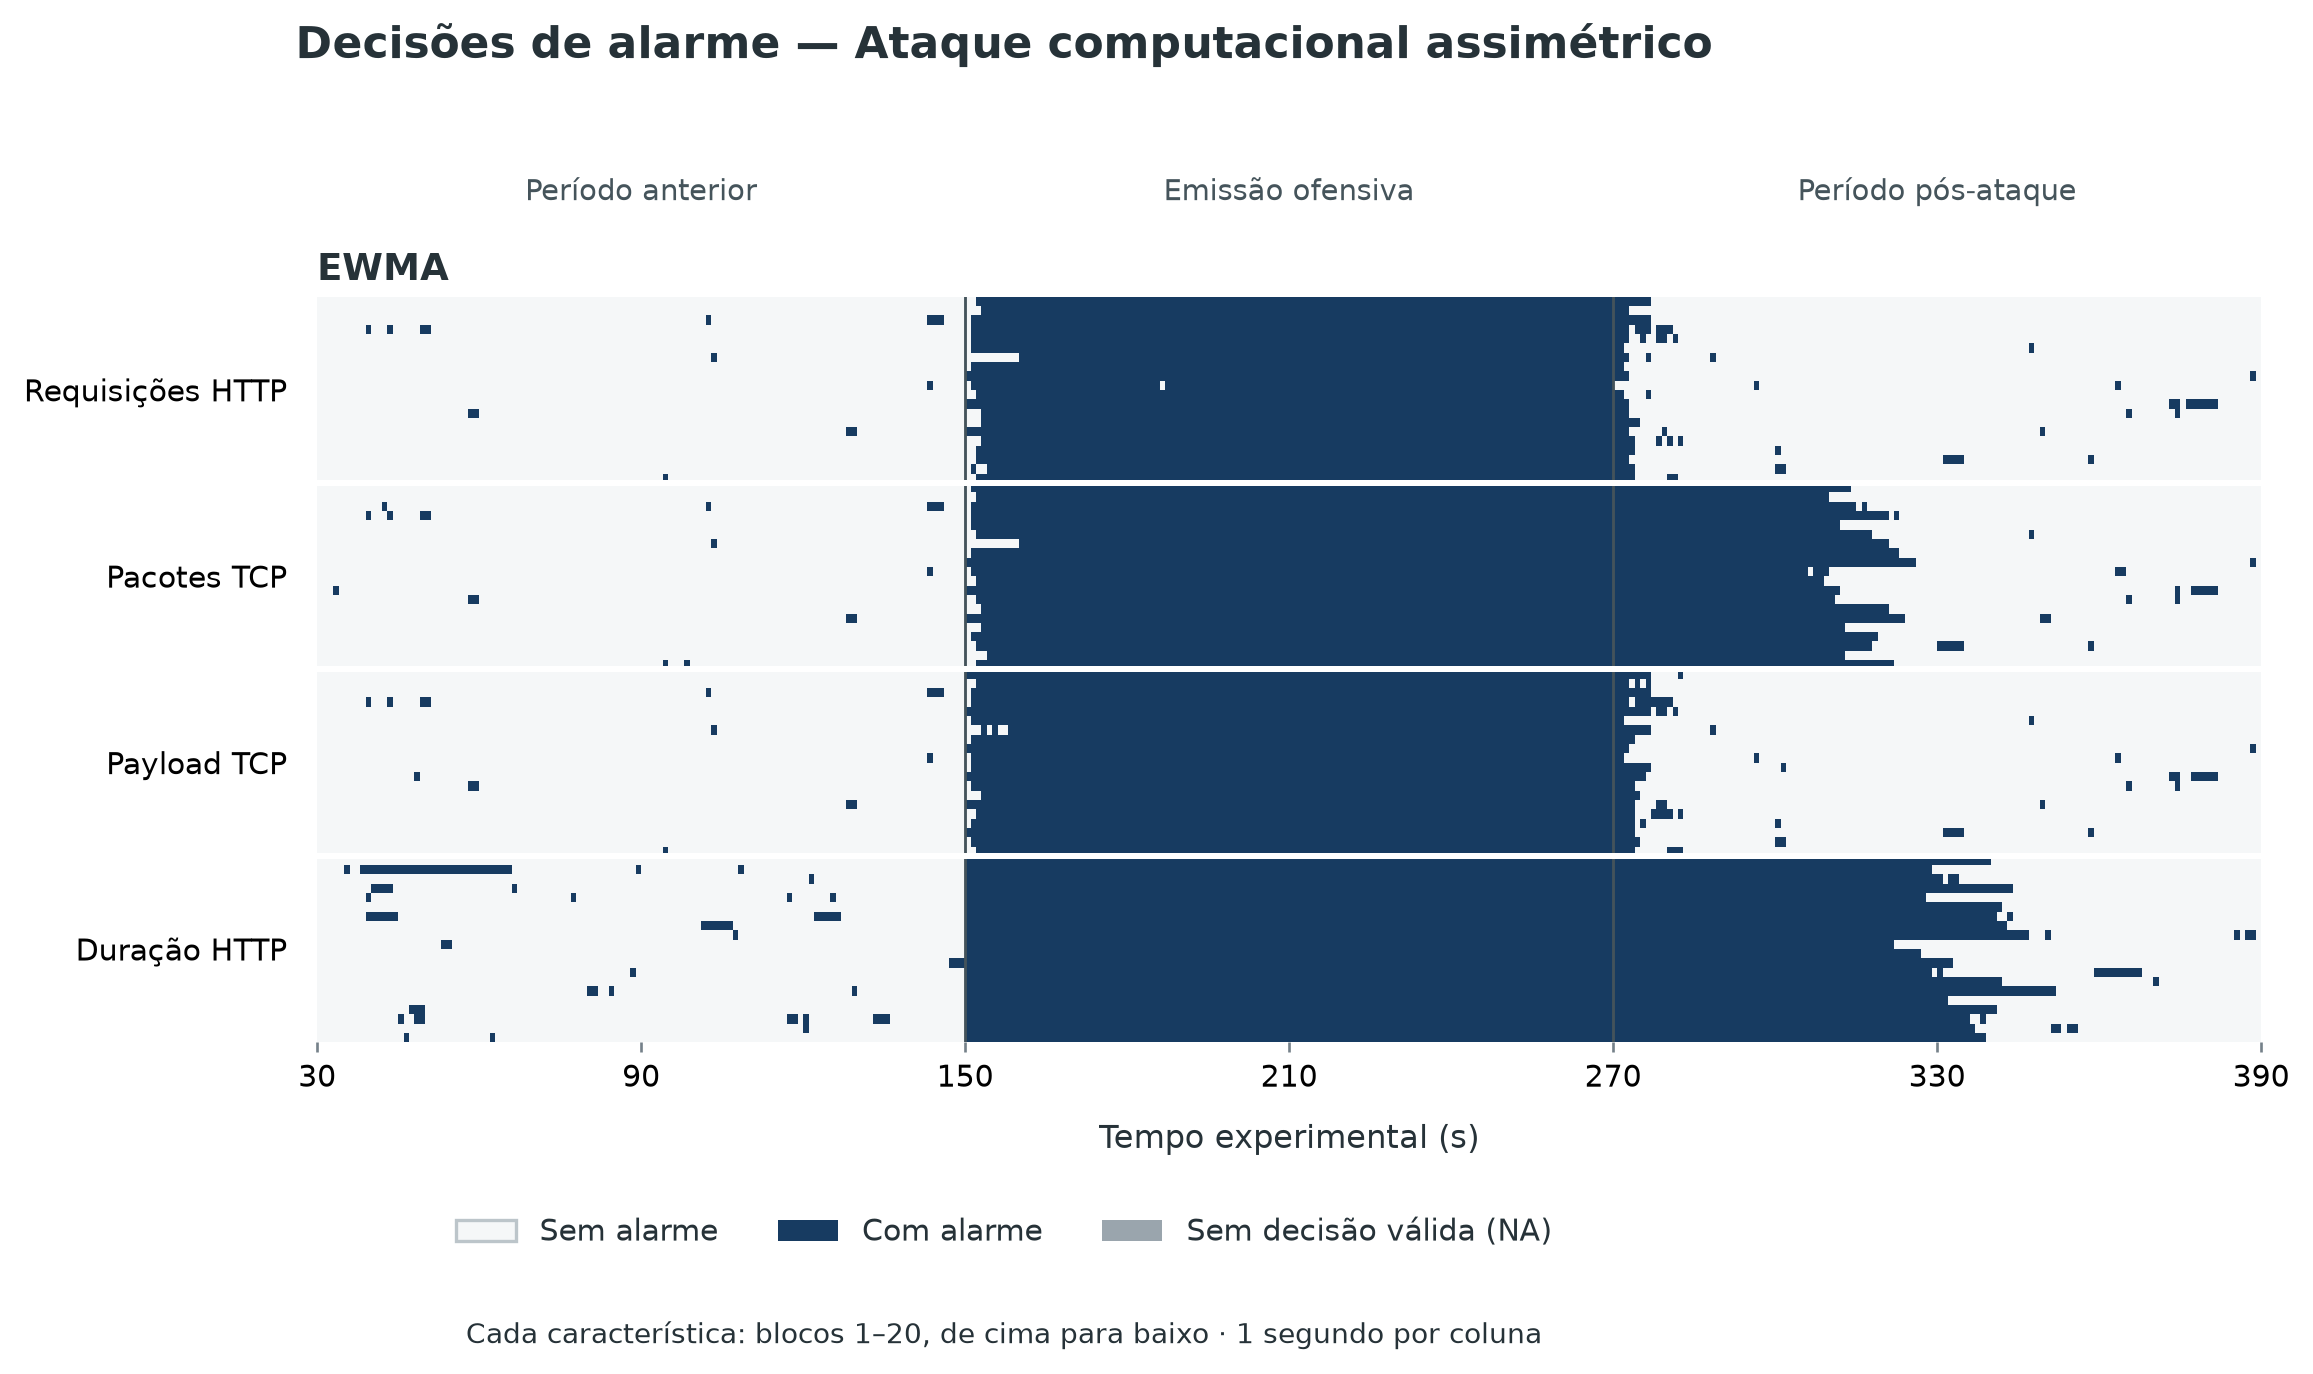 Decisões de alarme — Ataque computacional assimétrico
Período anterior
Emissão ofensiva
Período pós-ataque
EWMA
Requisições HTTP
Pacotes TCP
Payload TCP
Duração HTTP
30
90
150
210
270
330
390
Tempo experimental (s)
Sem alarme
Com alarme
Sem decisão válida (NA)
Cada característica: blocos 1–20, de cima para baixo · 1 segundo por coluna